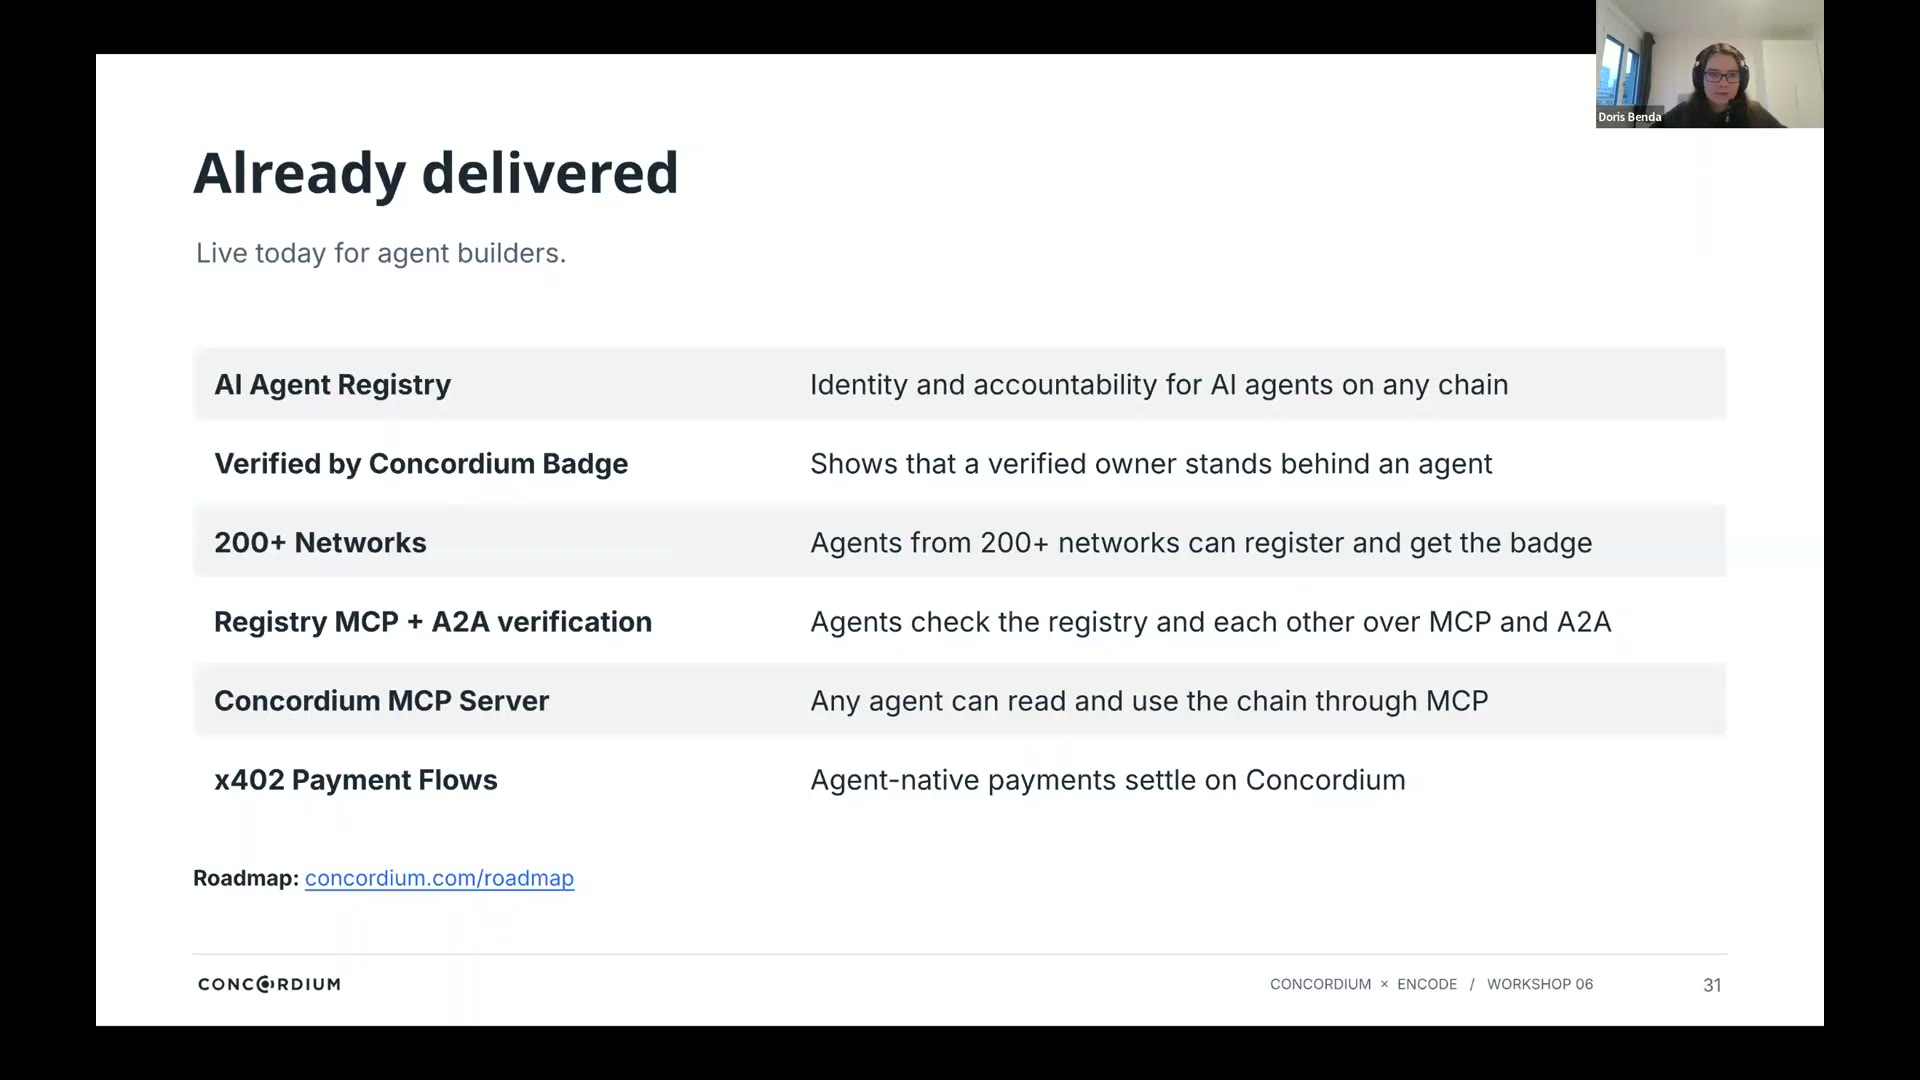 Doris Benda
Already delivered
Live today for agent builders.
AI Agent Registry
Identity and accountability for AI agents on any chain
Verified by Concordium Badge
Shows that a verified owner stands behind an agent
200+ Networks
Agents from 200+ networks can register and get the badge
Registry MCP + A2A verification
Agents check the registry and each other over MCP and A2A
Concordium MCP Server
Any agent can read and use the chain through MCP
x402 Payment Flows
Agent-native payments settle on Concordium
Roadmap: concordium.com/roadmap
CONCORDIUM
CONCORDIUM × ENCODE / WORKSHOP 06
31